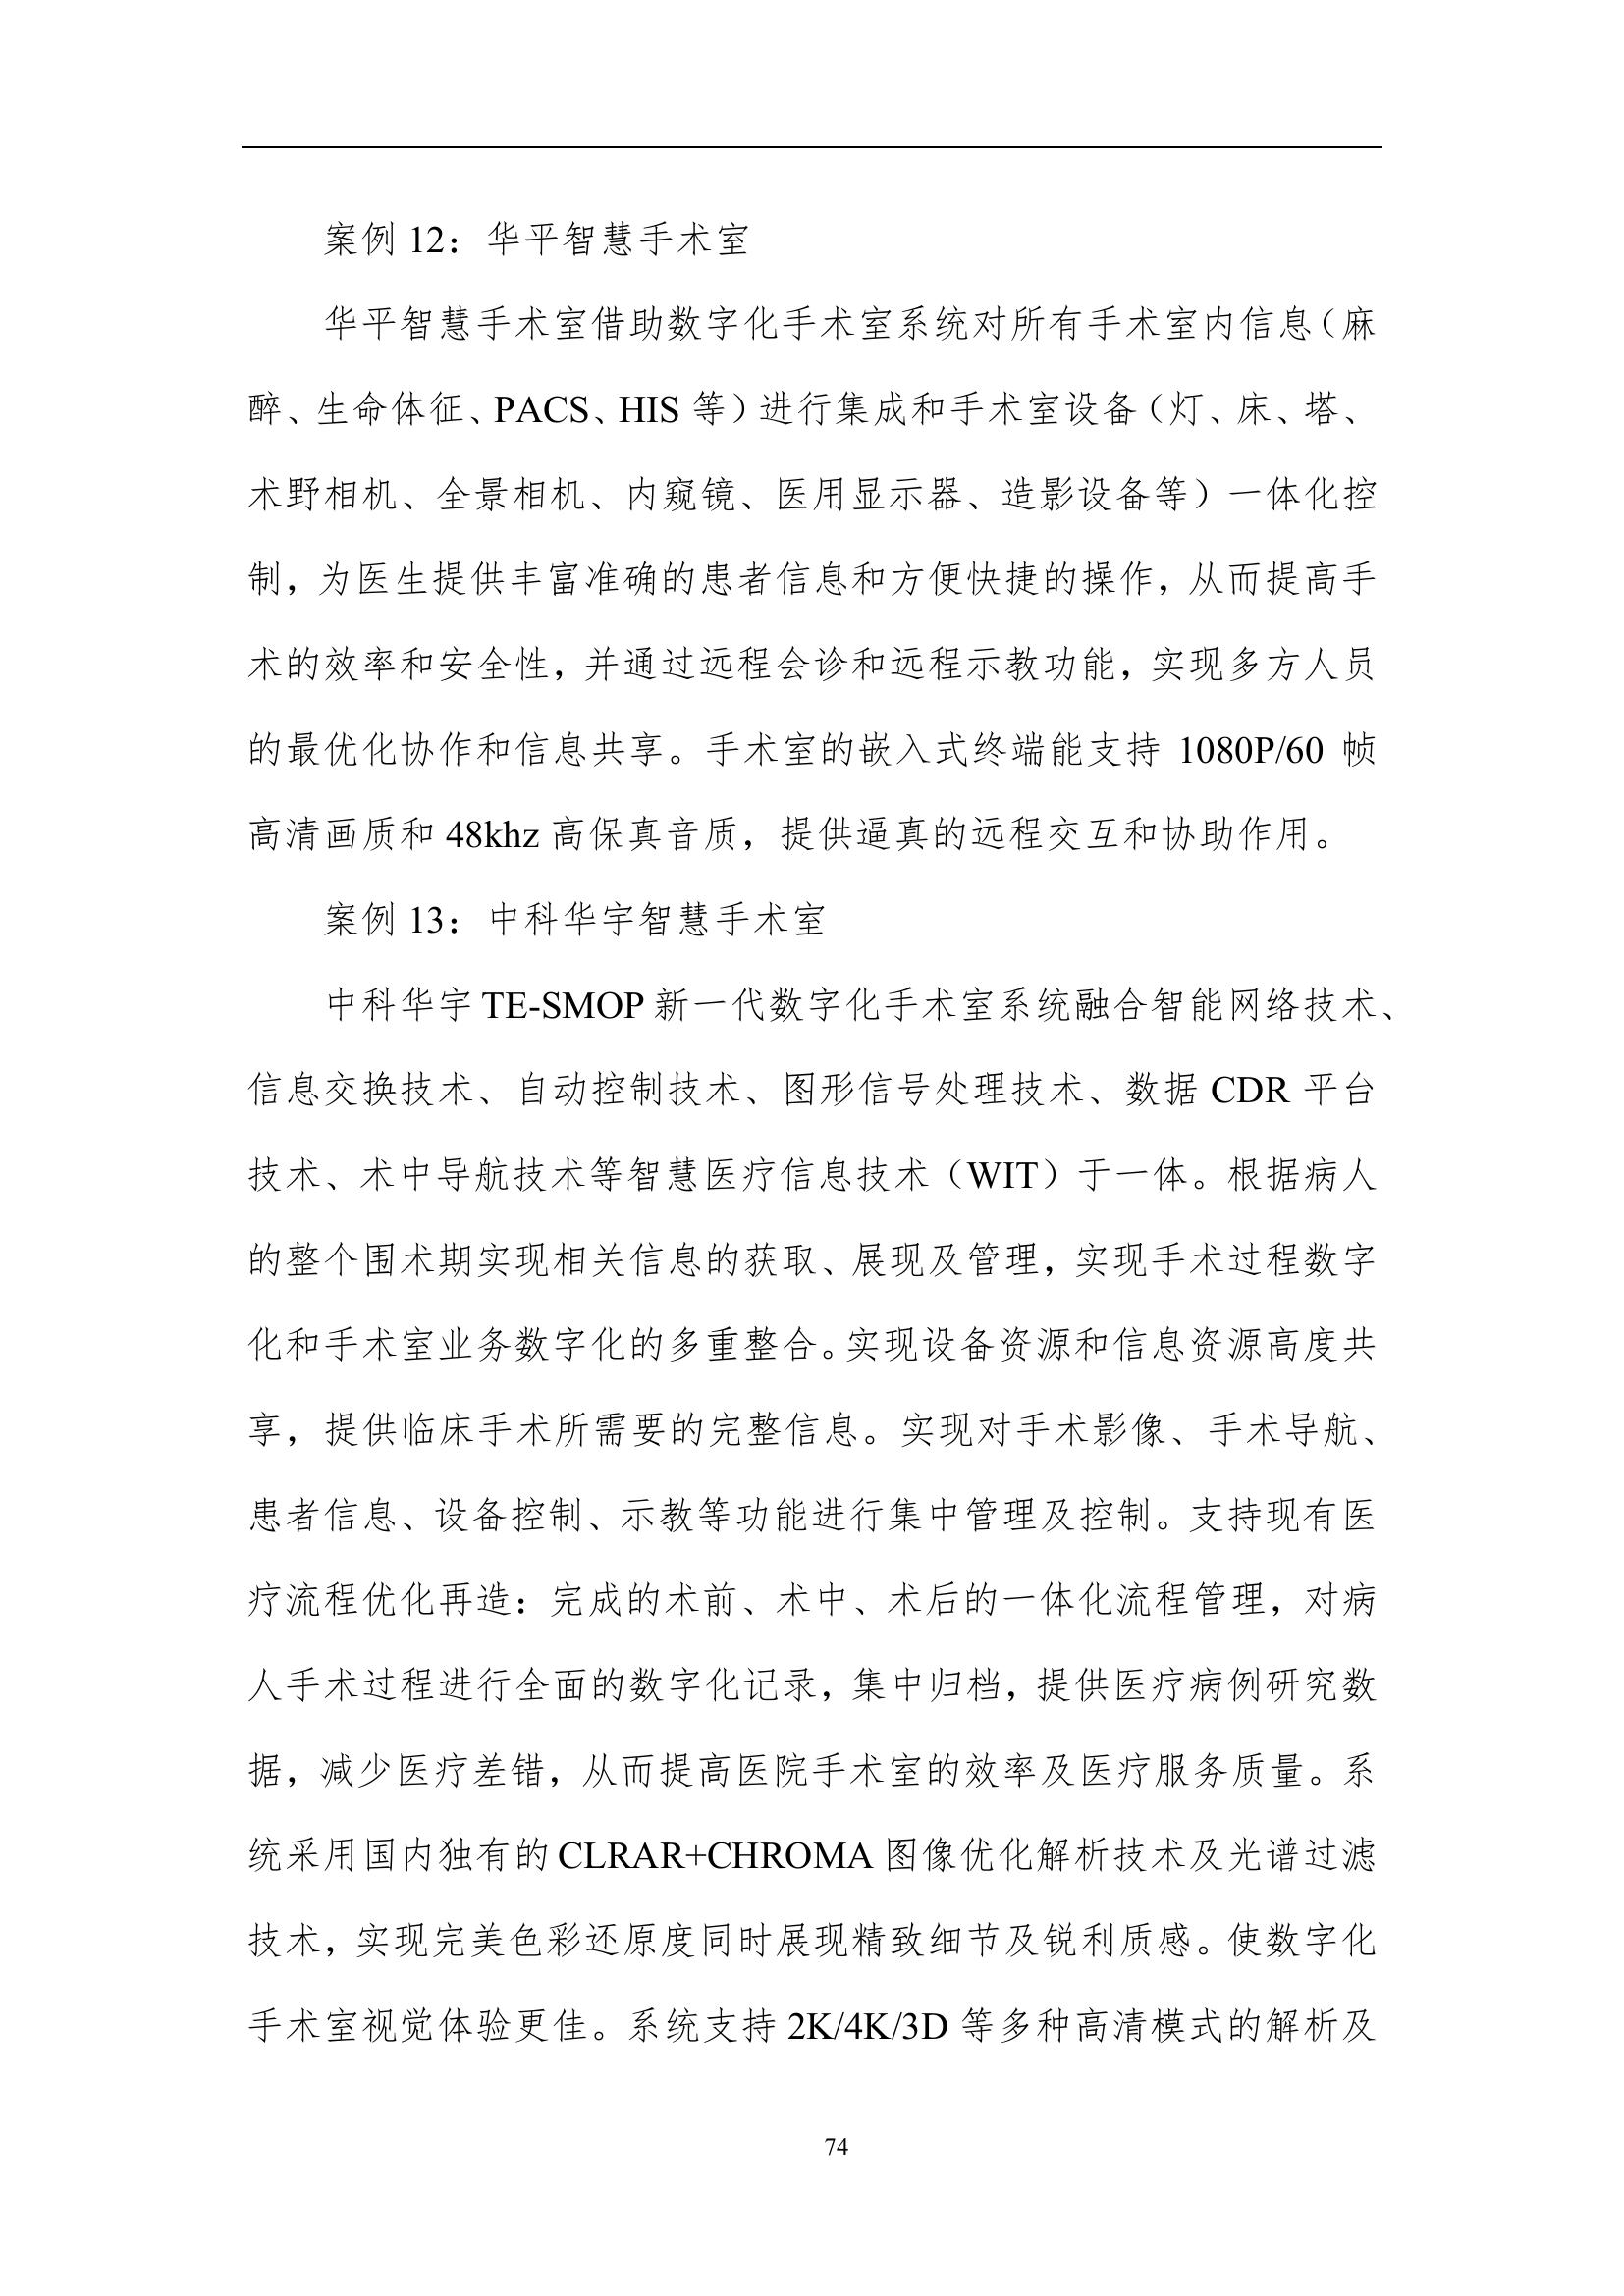 案例 12：华平智慧手术室
华平智慧手术室借助数字化手术室系统对所有手术室内信息（麻
醉、生命体征、PACS、HIS 等）进行集成和手术室设备（灯、床、塔、
术野相机、全景相机、内窥镜、医用显示器、造影设备等）一体化控
制，为医生提供丰富准确的患者信息和方便快捷的操作，从而提高手
术的效率和安全性，并通过远程会诊和远程示教功能，实现多方人员
的最优化协作和信息共享。手术室的嵌入式终端能支持 1080P/60 帧
高清画质和 48khz 高保真音质，提供逼真的远程交互和协助作用。
案例 13：中科华宇智慧手术室
中科华宇 TE-SMOP 新一代数字化手术室系统融合智能网络技术、
信息交换技术、自动控制技术、图形信号处理技术、数据 CDR 平台
技术、术中导航技术等智慧医疗信息技术（WIT）于一体。根据病人
的整个围术期实现相关信息的获取、展现及管理，实现手术过程数字
化和手术室业务数字化的多重整合。实现设备资源和信息资源高度共
享，提供临床手术所需要的完整信息。实现对手术影像、手术导航、
患者信息、设备控制、示教等功能进行集中管理及控制。支持现有医
疗流程优化再造：完成的术前、术中、术后的一体化流程管理，对病
人手术过程进行全面的数字化记录，集中归档，提供医疗病例研究数
据，减少医疗差错，从而提高医院手术室的效率及医疗服务质量。系
统采用国内独有的 CLRAR+CHROMA 图像优化解析技术及光谱过滤
技术，实现完美色彩还原度同时展现精致细节及锐利质感。使数字化
手术室视觉体验更佳。系统支持 2K/4K/3D 等多种高清模式的解析及
74